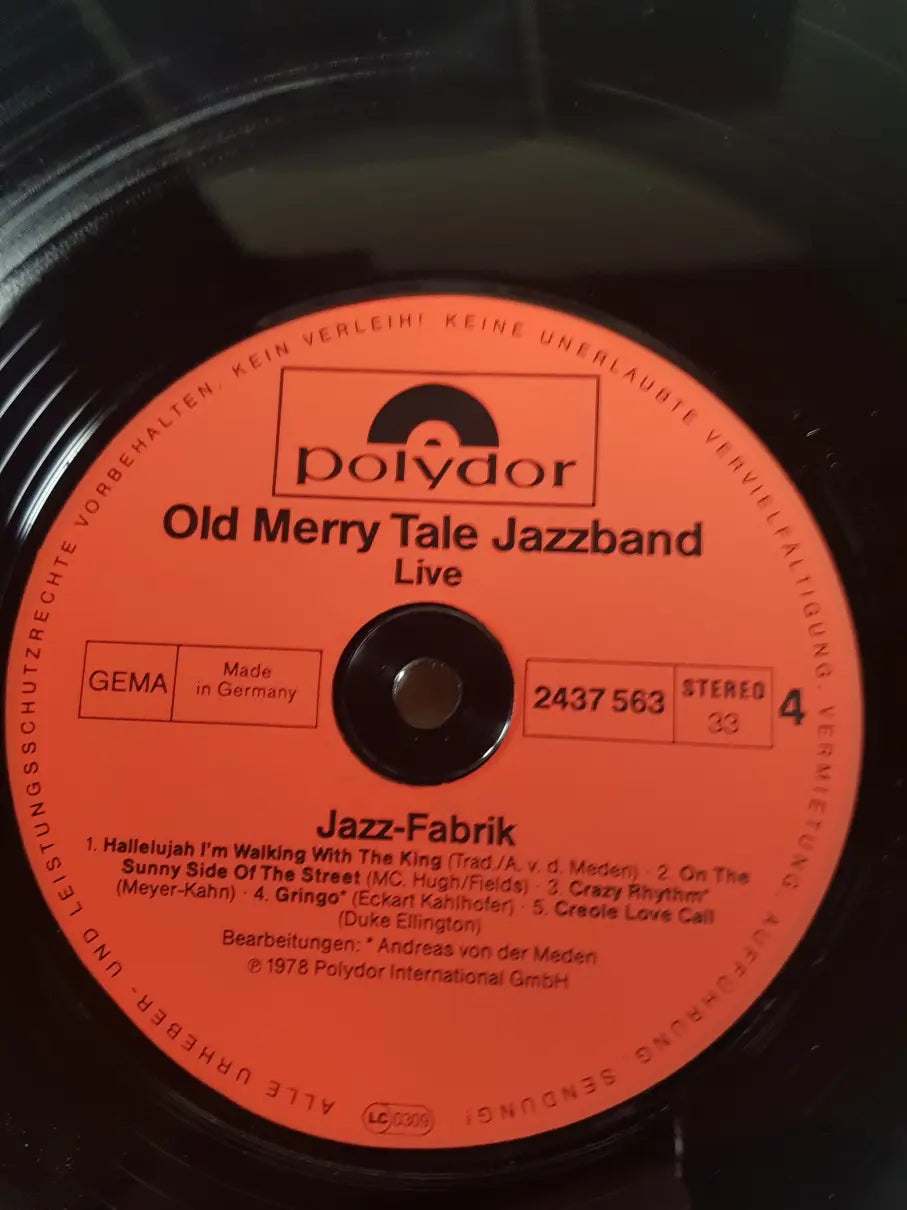 ALLE URHEBER- UND LEISTUNGSSCHUTZRECHTE VORBEHALTEN. KEIN VERLEIH! KEINE UNERLAUBTE VERVIELFÄLTIGUNG. VERMIETUNG. AUFFÜHRUNG. SENDUNG!
polydor
Old Merry Tale Jazzband
Live
GEMA
Made
in Germany
2437 563
STEREO
33
4
Jazz-Fabrik
1. Hallelujah I'm Walking With The King (Trad./A. v. d. Meden) · 2 On The
Sunny Side Of The Street (MC. Hugh/Fields) · 3. Crazy Rhythm*
(Meyer-Kahn) · 4. Gringo* (Eckart Kahlhofer) · 5. Creole Love Call
(Duke Ellington)
Bearbeitungen: * Andreas von der Meden
℗ 1978 Polydor International GmbH
LC 0309